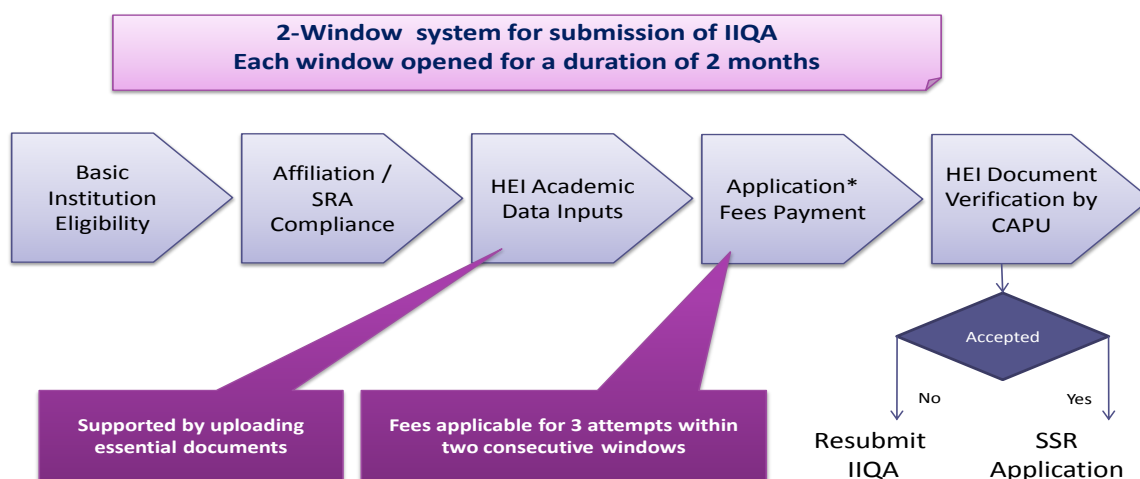 2-Window system for submission of IIQA
Each window opened for a duration of 2 months
Basic
Institution
Eligibility
Affiliation /
SRA
Compliance
HEI Academic
Data Inputs
Application*
Fees Payment
HEI Document
Verification by
CAPU
Accepted
No
Yes
Resubmit
IIQA
SSR
Application
Supported by uploading
essential documents
Fees applicable for 3 attempts within
two consecutive windows